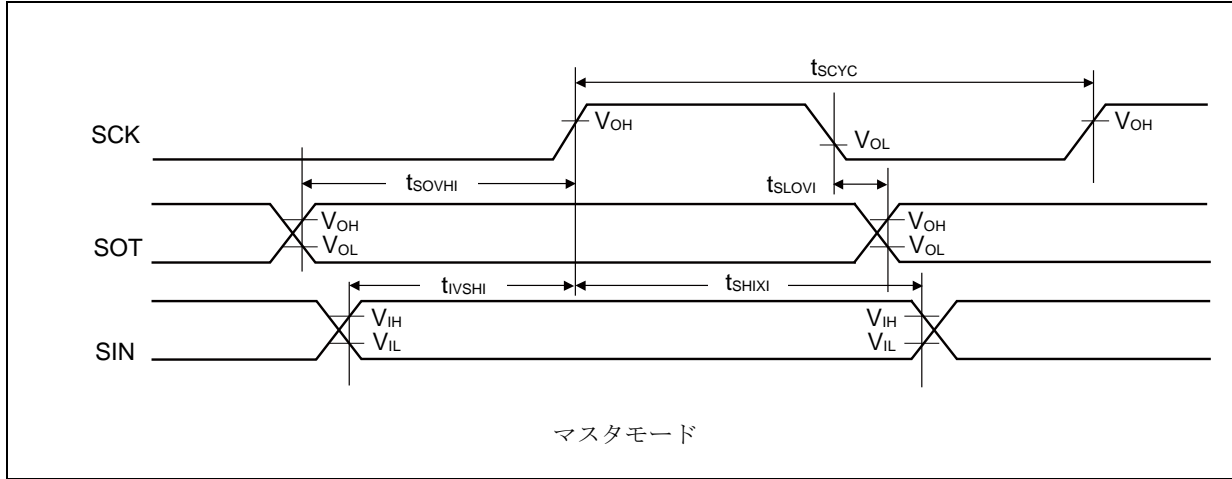 tSCYC
SCK
VOH
VOL
VOH
tSOVHI
tSLOVI
SOT
VOH
VOL
VOH
VOL
tIVSHI
tSHIXI
SIN
VIH
VIL
VIH
VIL
マスタモード